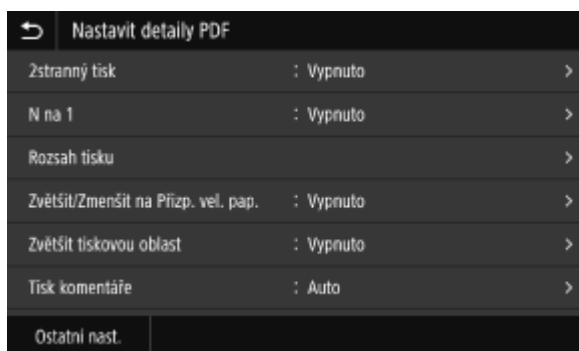 Nastavit detaily PDF
2stranný tisk : Vypnuto
N na 1 : Vypnuto
Rozsah tisku
Zvětšit/Zmenšit na Přizp. vel. pap. : Vypnuto
Zvětšit tiskovou oblast : Vypnuto
Tisk komentáře : Auto
Ostatní nast.